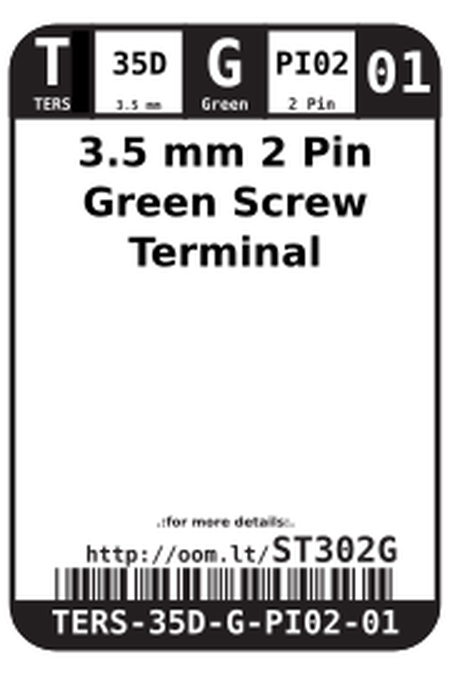 T 35D G PI02 01
TERS 3.5 mm Green 2 Pin
3.5 mm 2 Pin
Green Screw
Terminal
.:for more details:.
http://oom.lt/ST302G
TERS-35D-G-PI02-01